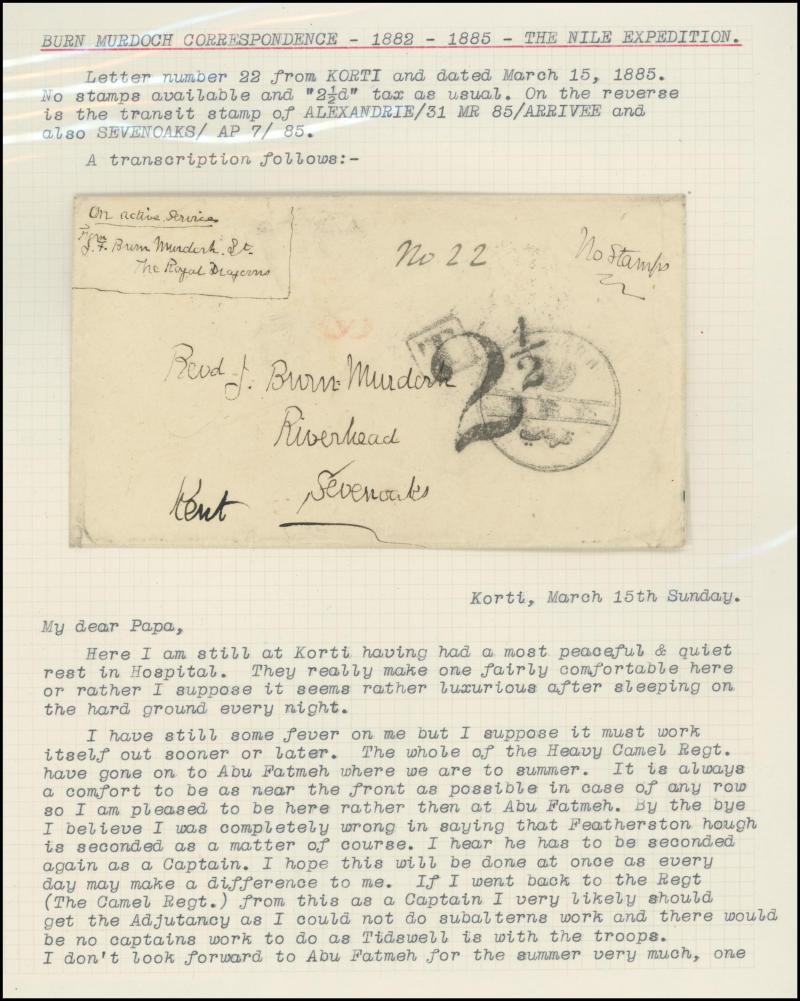 BURN MURDOCH CORRESPONDENCE - 1882 - 1885 - THE NILE EXPEDITION.
Letter number 22 from KORTI and dated March 15, 1885.
No stamps available and "2½d" tax as usual. On the reverse
is the transit stamp of ALEXANDRIE/31 MR 85/ARRIVEE and
also SEVENOAKS/ AP 7/ 85.
A transcription follows:-
On active service
From
J. F. Burn Murdoch. Lt.
The Royal Dragoons
No 22
No Stamps
T
2½
Revd J. Burn-Murdoch
Riverhead
Sevenoaks
Kent
Korti, March 15th Sunday.
My dear Papa,
Here I am still at Korti having had a most peaceful & quiet
rest in Hospital. They really make one fairly comfortable here
or rather I suppose it seems rather luxurious after sleeping on
the hard ground every night.
I have still some fever on me but I suppose it must work
itself out sooner or later. The whole of the Heavy Camel Regt.
have gone on to Abu Fatmeh where we are to summer. It is always
a comfort to be as near the front as possible in case of any row
so I am pleased to be here rather then at Abu Fatmeh. By the bye
I believe I was completely wrong in saying that Featherston hough
is seconded as a matter of course. I hear he has to be seconded
again as a Captain. I hope this will be done at once as every
day may make a difference to me. If I went back to the Regt
(The Camel Regt.) from this as a Captain I very likely should
get the Adjutancy as I could not do subalterns work and there would
be no captains work to do as Tidswell is with the troops.
I don't look forward to Abu Fatmeh for the summer very much, one